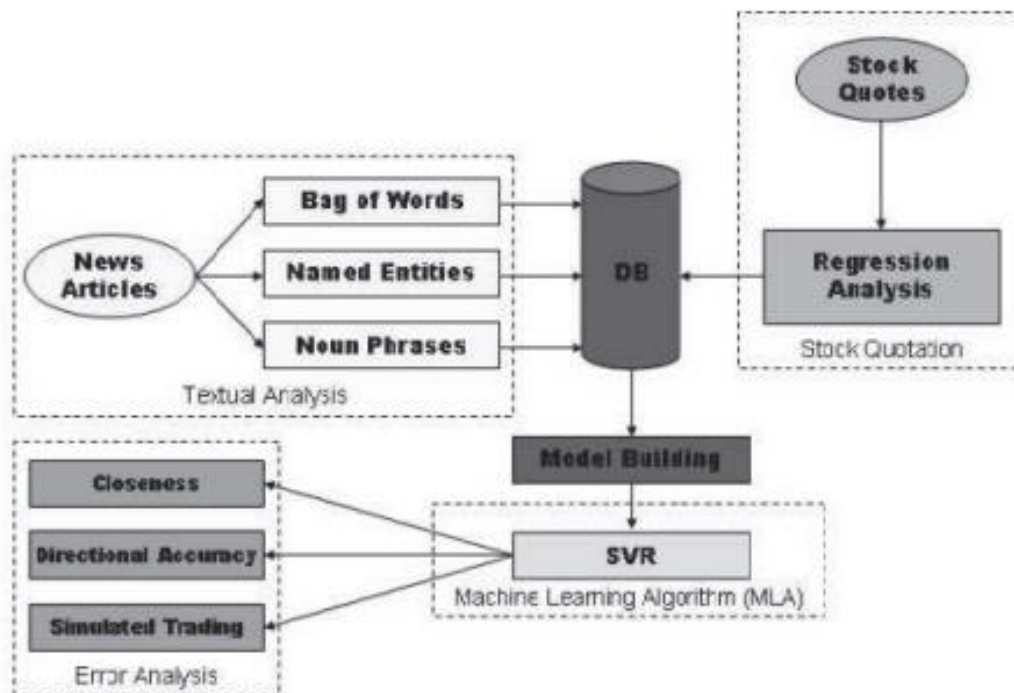 Stock
Quotes
Bag of Words
News
Articles
Named Entities
DB
Regression
Analysis
Noun Phrases
Stock Quotation
Textual Analysis
Model Building
Closeness
Directional Accuracy
SVR
Machine Learning Algorithm (MLA)
Simulated Trading
Error Analysis